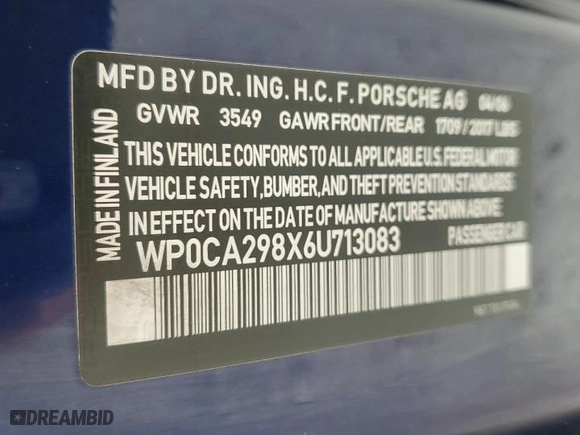 MFD BY DR. ING. H.C. F. PORSCHE AG 04/06
GVWR 3549 GAWR FRONT/REAR 1709 / 2017 LBS
THIS VEHICLE CONFORMS TO ALL APPLICABLE U.S. FEDERAL MOTOR
VEHICLE SAFETY, BUMPER, AND THEFT PREVENTION STANDARDS
IN EFFECT ON THE DATE OF MANUFACTURE SHOWN ABOVE.
WP0CA298X6U713083 PASSENGER CAR
MADE IN FINLAND
DREAMBID